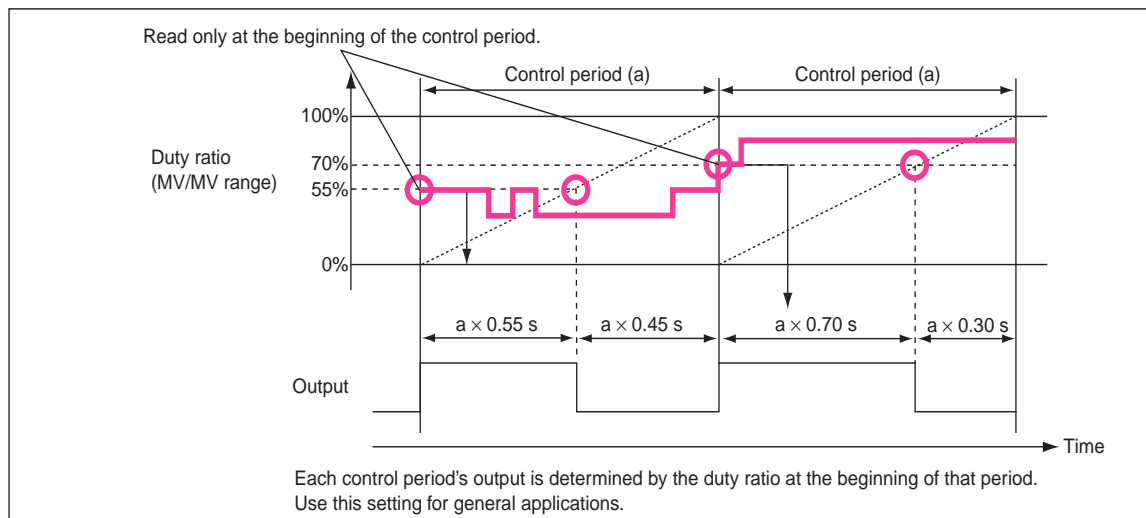 Read only at the beginning of the control period.
Control period (a)
Control period (a)
100%
Duty ratio
(MV/MV range)
70%
55%
0%
a × 0.55 s
a × 0.45 s
a × 0.70 s
a × 0.30 s
Output
Time
Each control period's output is determined by the duty ratio at the beginning of that period.
Use this setting for general applications.